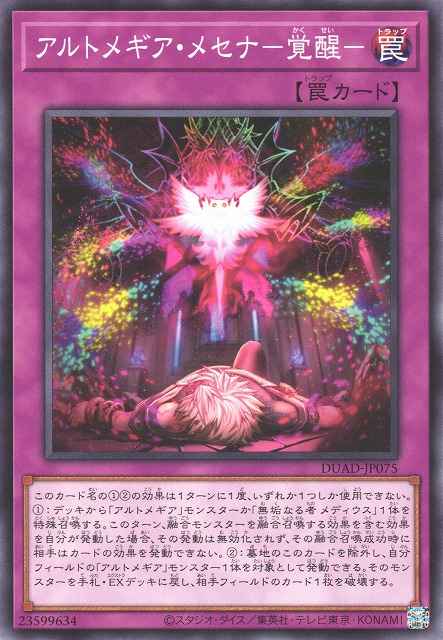 アルトメギア・メセナ－覚醒－
罠
【罠カード】
DUAD-JP075
このカード名の①②の効果は1ターンに1度、いずれか1つしか使用できない。
①：デッキから「アルトメギア」モンスターか「無垢なる者 メディウス」1体を
特殊召喚する。このターン、融合モンスターを融合召喚する効果を含む効果
を自分が発動した場合、その発動は無効化されず、その融合召喚成功時に
相手はカードの効果を発動できない。②：墓地のこのカードを除外し、自分
フィールドの「アルトメギア」モンスター1体を対象として発動できる。そのモン
スターを手札・EXデッキに戻し、相手フィールドのカード1枚を破壊する。
23599634
©スタジオ・ダイス／集英社・テレビ東京・KONAMI